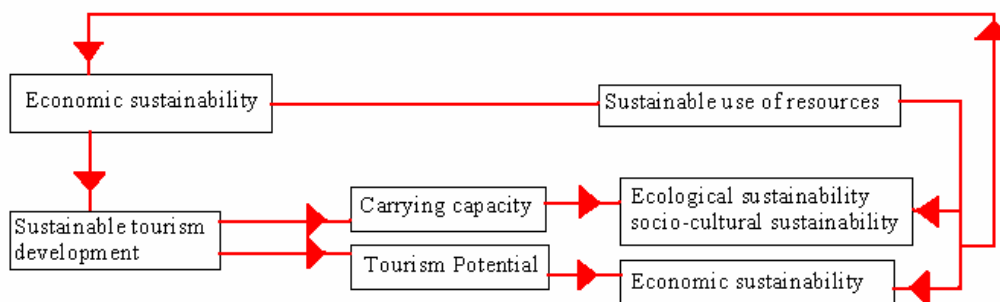 Economic sustainability
Sustainable use of resources
Carrying capacity
Ecological sustainability
socio-cultural sustainability
Sustainable tourism
development
Tourism Potential
Economic sustainability